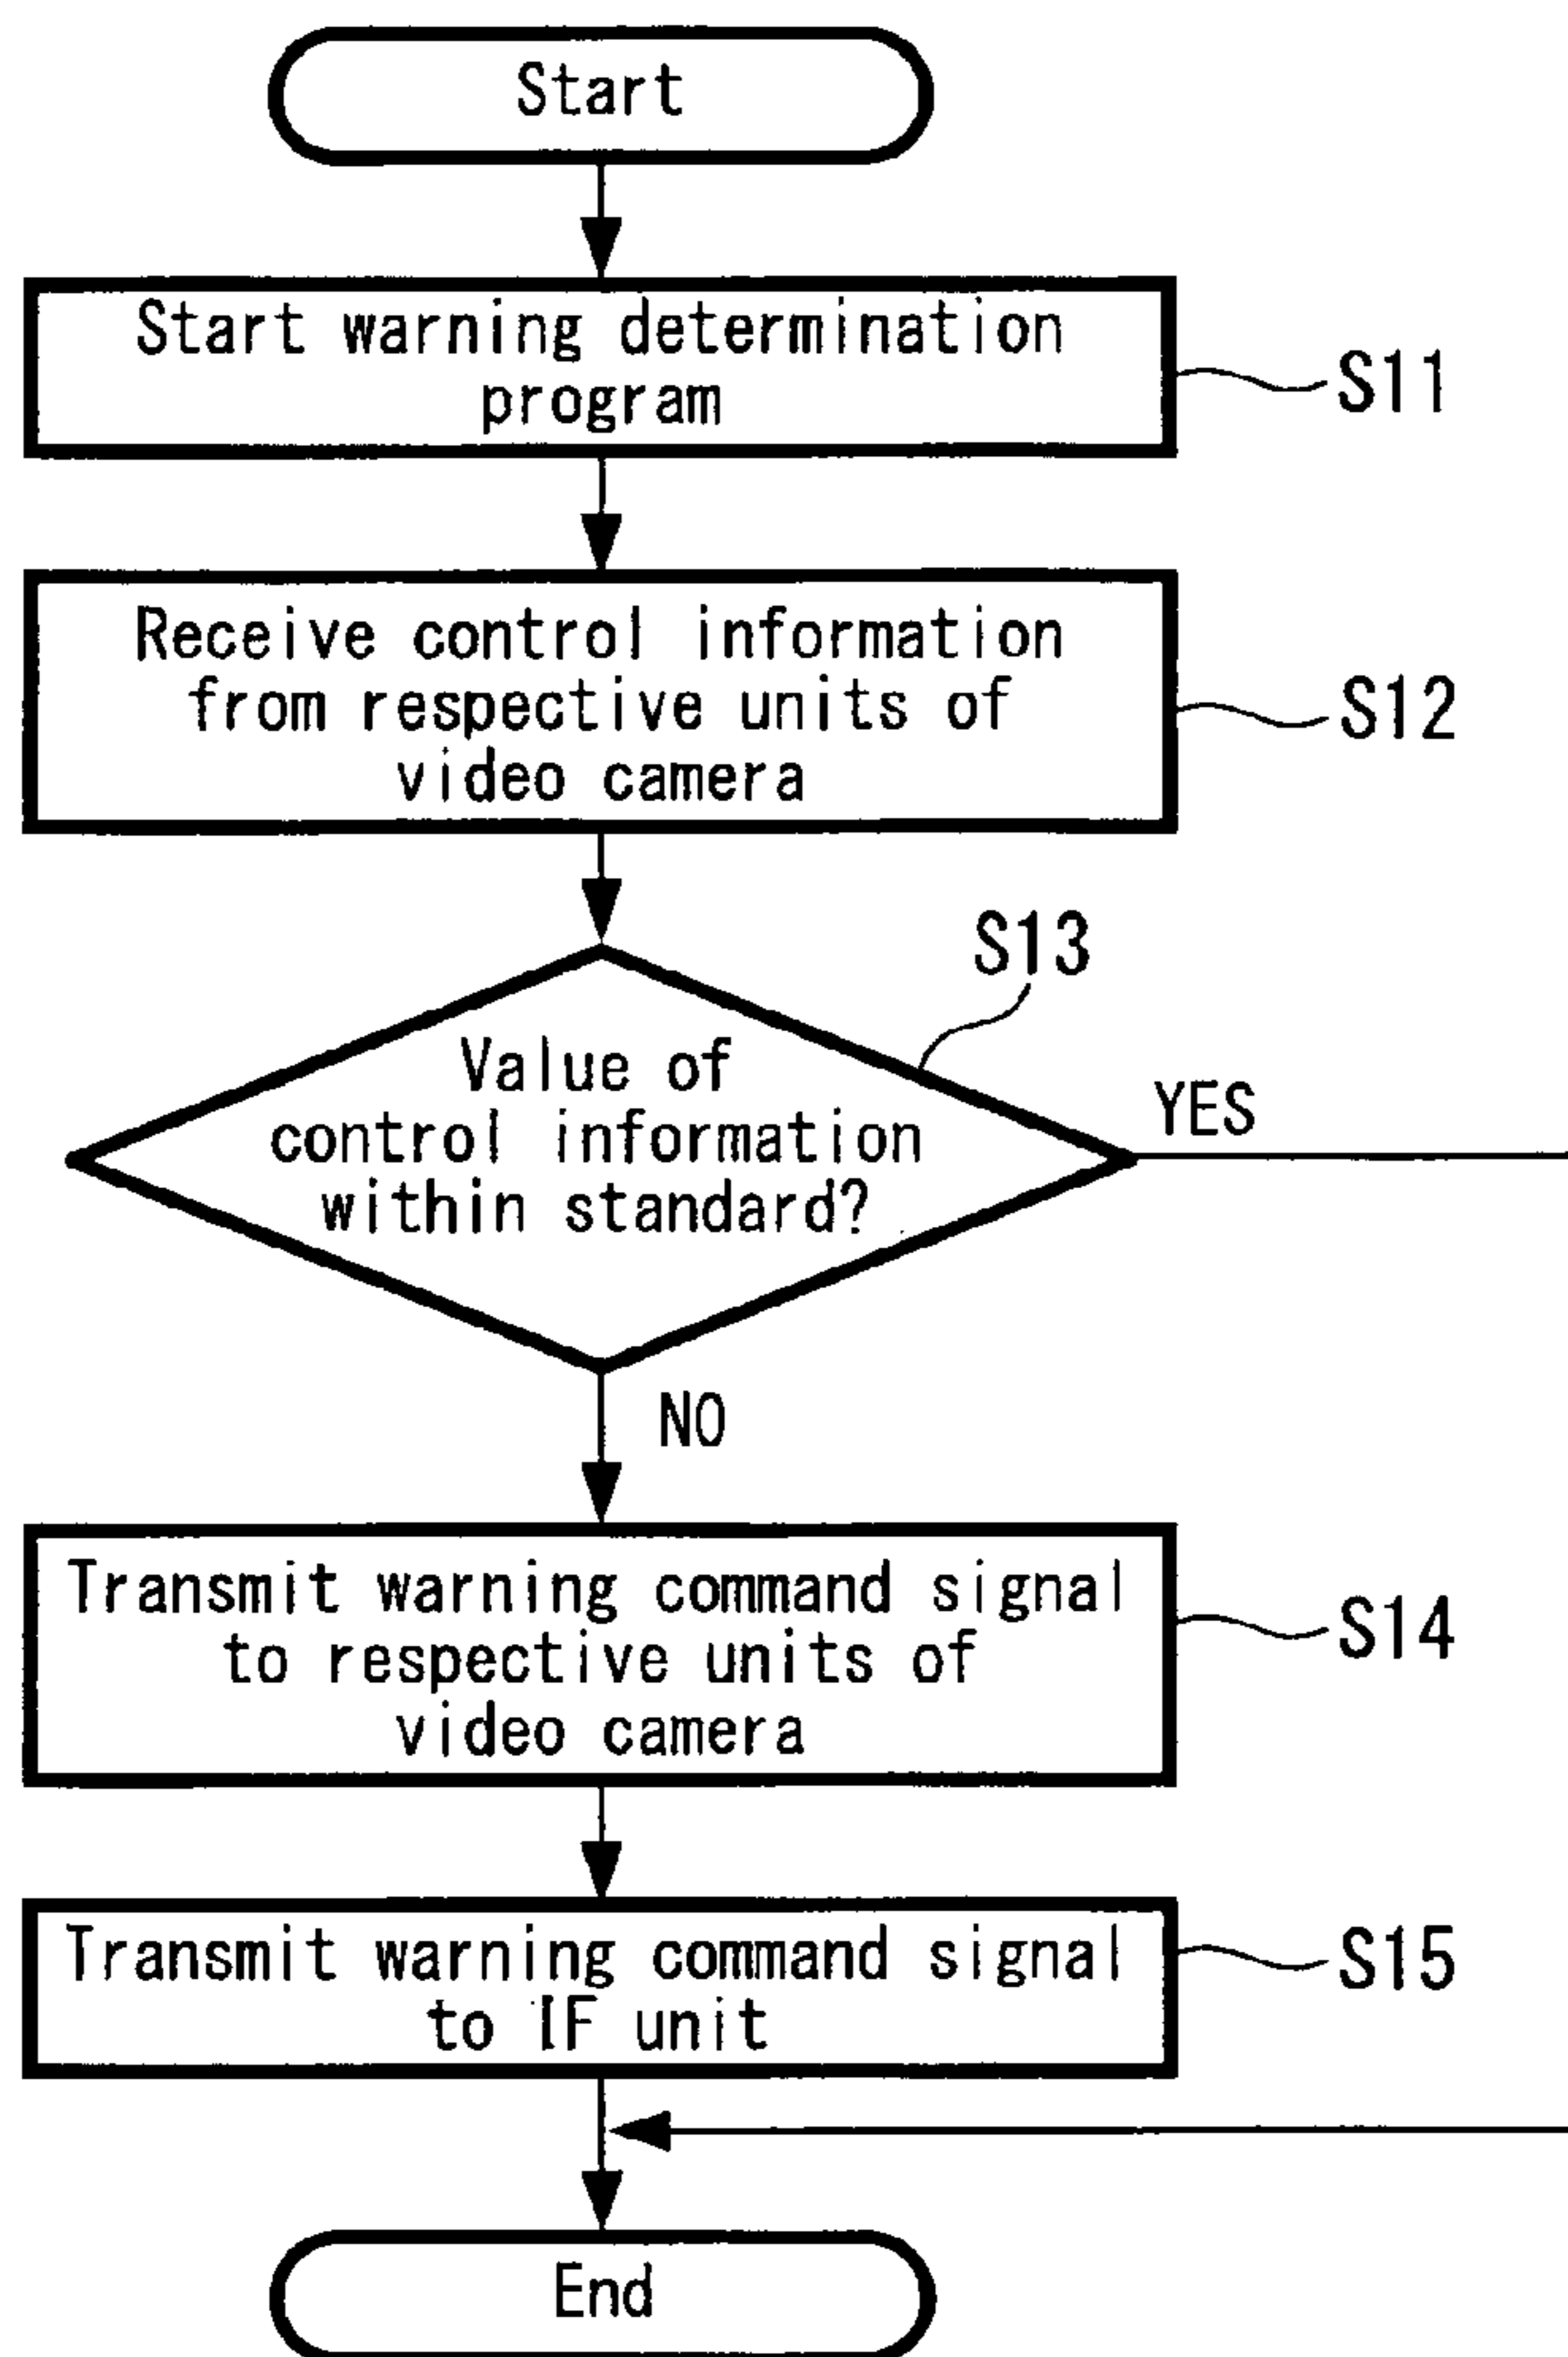 Start
Start warning determination
program
S11
Receive control information
from respective units of
video camera
S12
S13
Value of
control information
within standard?
YES
NO
Transmit warning command signal
to respective units of
video camera
S14
Transmit warning command signal
to IF unit
S15
End